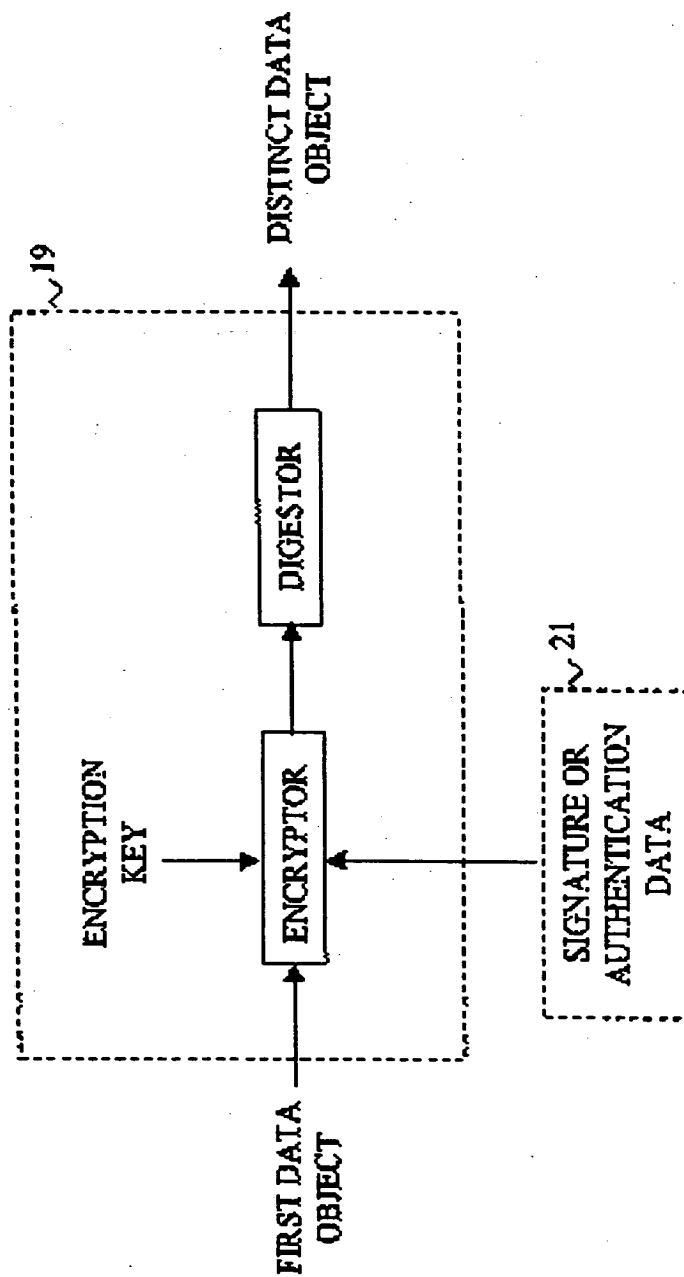 19
ENCRYPTION
KEY
FIRST DATA
OBJECT
ENCRYPTOR
DIGESTOR
DISTINCT DATA
OBJECT
21
SIGNATURE OR
AUTHENTICATION
DATA